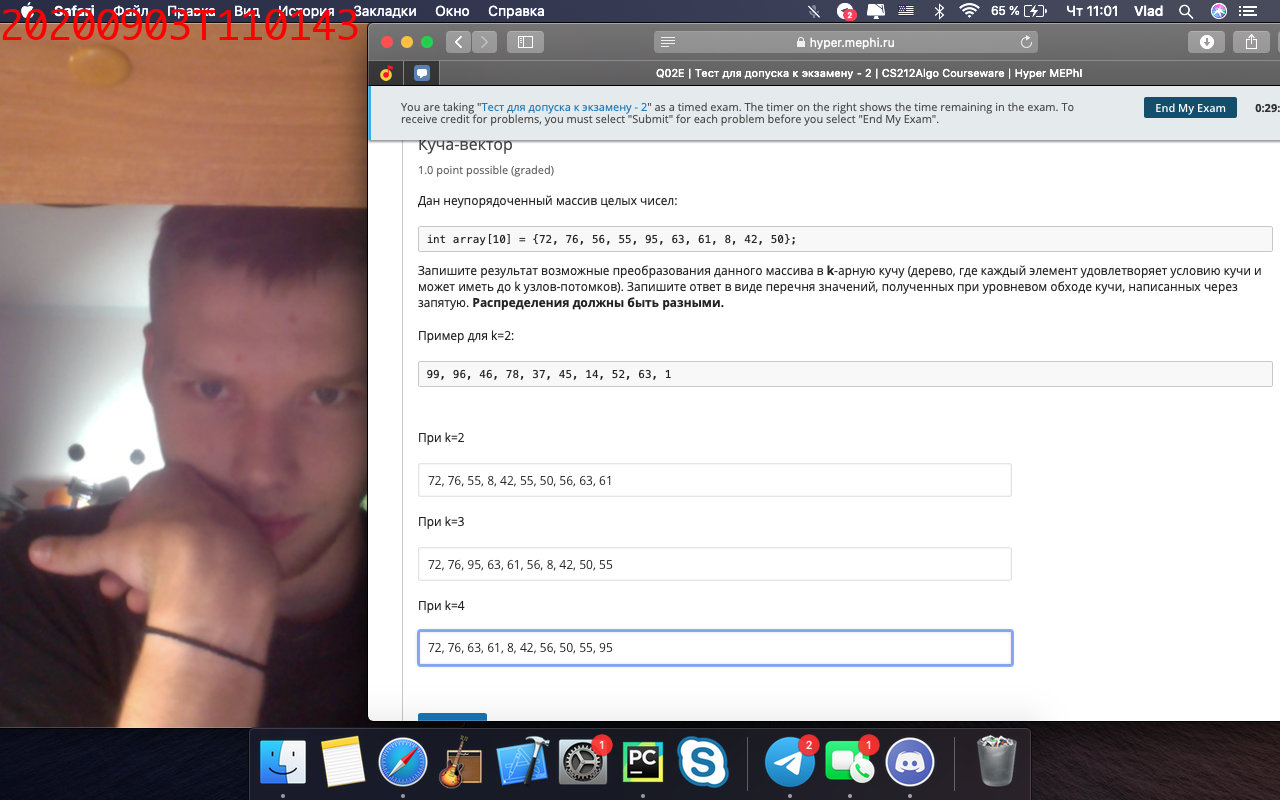 Safari Файл Правка Вид История Закладки Окно Справка 2 65 % Чт 11:01 Vlad
20200903T110143
hyper.mephi.ru
Q02E | Тест для допуска к экзамену - 2 | CS212Algo Courseware | Hyper MEPhI
You are taking "Тест для допуска к экзамену - 2" as a timed exam. The timer on the right shows the time remaining in the exam. To
receive credit for problems, you must select "Submit" for each problem before you select "End My Exam".
End My Exam
0:29:
Куча-вектор
1.0 point possible (graded)
Дан неупорядоченный массив целых чисел:
int array[10] = {72, 76, 56, 55, 95, 63, 61, 8, 42, 50};
Запишите результат возможные преобразования данного массива в k-арную кучу (дерево, где каждый элемент удовлетворяет условию кучи и
может иметь до k узлов-потомков). Запишите ответ в виде перечня значений, полученных при уровневом обходе кучи, написанных через
запятую. Распределения должны быть разными.
Пример для k=2:
99, 96, 46, 78, 37, 45, 14, 52, 63, 1
При k=2
72, 76, 55, 8, 42, 55, 50, 56, 63, 61
При k=3
72, 76, 95, 63, 61, 56, 8, 42, 50, 55
При k=4
72, 76, 63, 61, 8, 42, 56, 50, 55, 95
1 PC 2 1